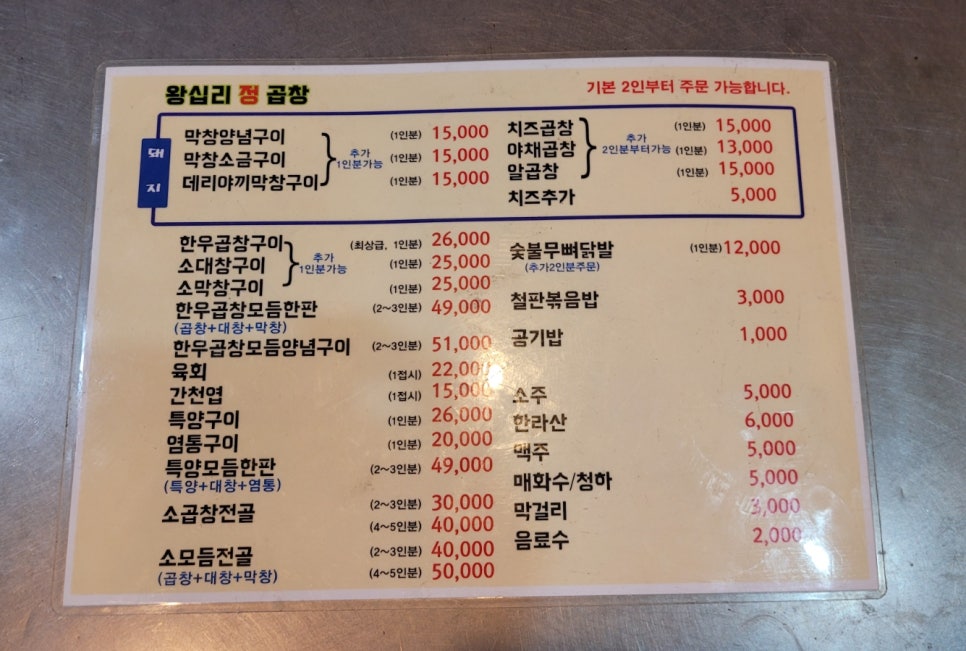 왕십리 정 곱창
기본 2인부터 주문 가능합니다.
돼지
막창양념구이 (1인분) 15,000
막창소금구이 (1인분) 15,000
데리야끼막창구이 (1인분) 15,000
추가
1인분가능
치즈곱창 (1인분) 15,000
야채곱창 (1인분) 13,000
알곱창 (1인분) 15,000
추가
2인분부터가능
치즈추가 5,000
한우곱창구이 (최상급, 1인분) 26,000
소대창구이 (1인분) 25,000
소막창구이 (1인분) 25,000
추가
1인분가능
한우곱창모듬한판 (2~3인분) 49,000
(곱창+대창+막창)
한우곱창모듬양념구이 (2~3인분) 51,000
육회 (1접시) 22,000
간천엽 (1접시) 15,000
특양구이 (1인분) 26,000
염통구이 (1인분) 20,000
특양모듬한판 (2~3인분) 49,000
(특양+대창+염통)
소곱창전골 (2~3인분) 30,000
(4~5인분) 40,000
소모듬전골 (2~3인분) 40,000
(곱창+대창+막창) (4~5인분) 50,000
숯불무뼈닭발 (1인분) 12,000
(추가2인분주문)
철판볶음밥 3,000
공기밥 1,000
소주 5,000
한라산 6,000
맥주 5,000
매화수/청하 5,000
막걸리 3,000
음료수 2,000